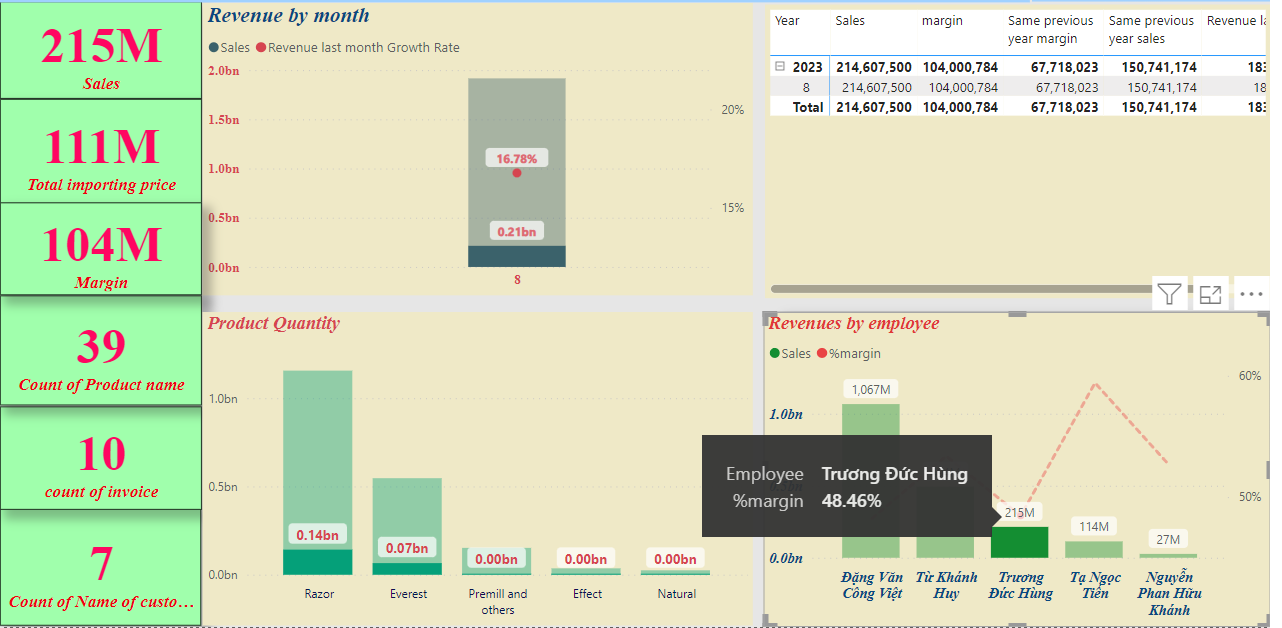 215M
Sales
111M
Total importing price
104M
Margin
39
Count of Product name
10
count of invoice
7
Count of Name of custo…
Revenue by month
Sales Revenue last month Growth Rate
2.0bn
1.5bn
1.0bn
0.5bn
0.0bn
20%
15%
16.78%
0.21bn
8
Year Sales margin Same previous year margin Same previous year sales Revenue la
2023 214,607,500 104,000,784 67,718,023 150,741,174 183
8 214,607,500 104,000,784 67,718,023 150,741,174 18
Total 214,607,500 104,000,784 67,718,023 150,741,174 183
Product Quantity
1.0bn
0.5bn
0.0bn
0.14bn
0.07bn
0.00bn
0.00bn
0.00bn
Razor
Everest
Premill and
others
Effect
Natural
Revenues by employee
Sales %margin
1.0bn
0.0bn
60%
50%
1,067M
215M
114M
27M
Employee Trương Đức Hùng
%margin 48.46%
Đặng Văn
Công Việt
Từ Khánh
Huy
Trương
Đức Hùng
Tạ Ngọc
Tiến
Nguyễn
Phan Hữu
Khánh